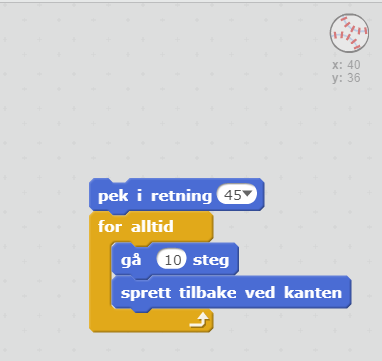 x: 40
y: 36
pek i retning 45
for alltid
gå 10 steg
sprett tilbake ved kanten